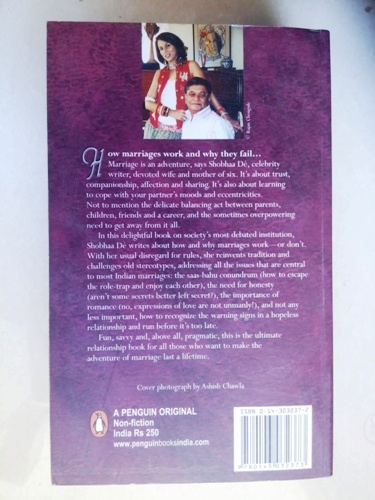 How marriages work and why they fail...
Marriage is an adventure, says Shobhaa Dé, celebrity
writer, devoted wife and mother of six. It's about trust,
companionship, affection and sharing. It's also about learning
to cope with your partner's moods and eccentricities.
Not to mention the delicate balancing act between parents,
children, friends and a career, and the sometimes overpowering
need to get away from it all.
In this delightful book on society's most debated institution,
Shobhaa Dé writes about how and why marriages work—or don't.
With her usual disregard for rules, she reinvents tradition and
challenges old stereotypes, addressing all the issues that are central
to most Indian marriages: the saas-bahu conundrum (how to escape
the role-trap and enjoy each other), the need for honesty
(aren't some secrets better left secret?), the importance of
romance (no, expressions of love are not unmanly!), and not any
less important, how to recognize the warning signs in a hopeless
relationship and run before it's too late.
Fun, savvy and, above all, pragmatic, this is the ultimate
relationship book for all those who want to make the
adventure of marriage last a lifetime.
Cover photograph by Ashish Chawla
A PENGUIN ORIGINAL
Non-fiction
India Rs 250
www.penguinbooksindia.com
ISBN 0-14-303037-2